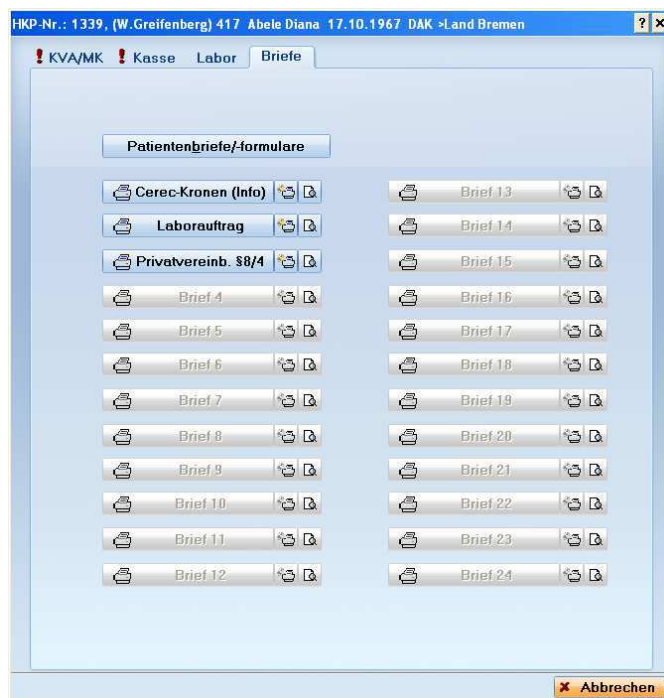 HKP-Nr.: 1339, (W.Greifenberg) 417 Abele Diana 17.10.1967 DAK >Land Bremen ? ×
! KVA/MK ! Kasse Labor Briefe
Patientenbriefe/-formulare
Cerec-Kronen (Info) Brief 13
Laborauftrag Brief 14
Privatvereinb. §8/4 Brief 15
Brief 4 Brief 16
Brief 5 Brief 17
Brief 6 Brief 18
Brief 7 Brief 19
Brief 8 Brief 20
Brief 9 Brief 21
Brief 10 Brief 22
Brief 11 Brief 23
Brief 12 Brief 24
Abbrechen